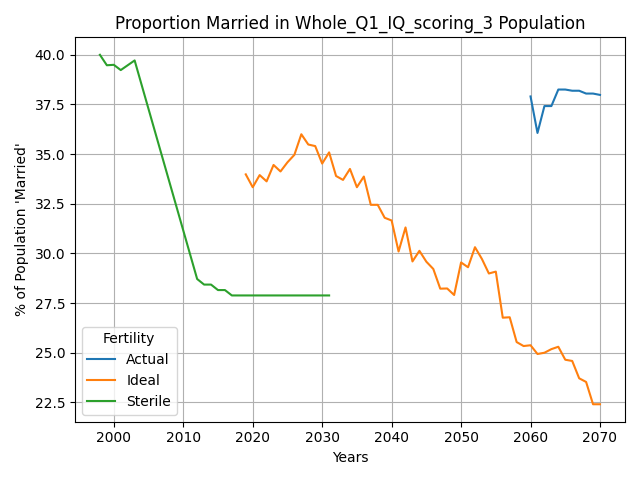 Proportion Married in Whole_Q1_IQ_scoring_3 Population
% of Population 'Married'
40.0
37.5
35.0
32.5
30.0
27.5
25.0
22.5
Fertility
Actual
Ideal
Sterile
2000 2010 2020 2030 2040 2050 2060 2070
Years